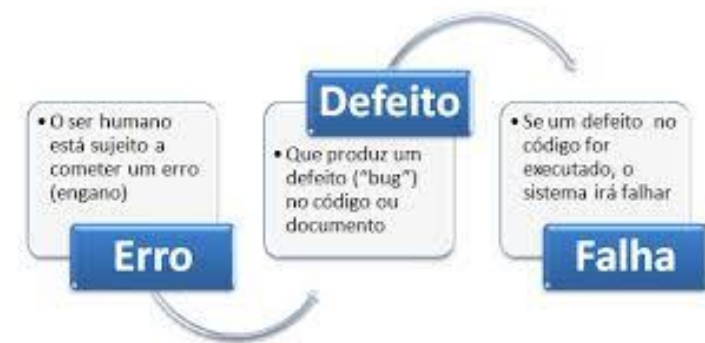 • O ser humano
está sujeito a
cometer um erro
(engano)
Erro
Defeito
• Que produz um
defeito ("bug")
no código ou
documento
• Se um defeito no
código for
executado, o
sistema irá falhar
Falha